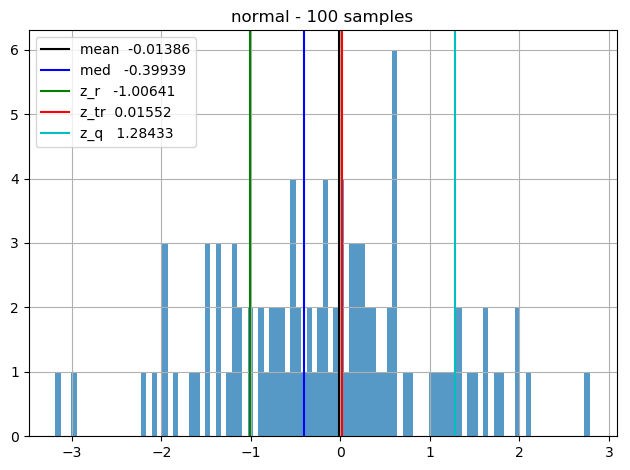 normal - 100 samples
mean -0.01386
med -0.39939
z_r -1.00641
z_tr 0.01552
z_q 1.28433
6
5
4
3
2
1
0
−3 −2 −1 0 1 2 3